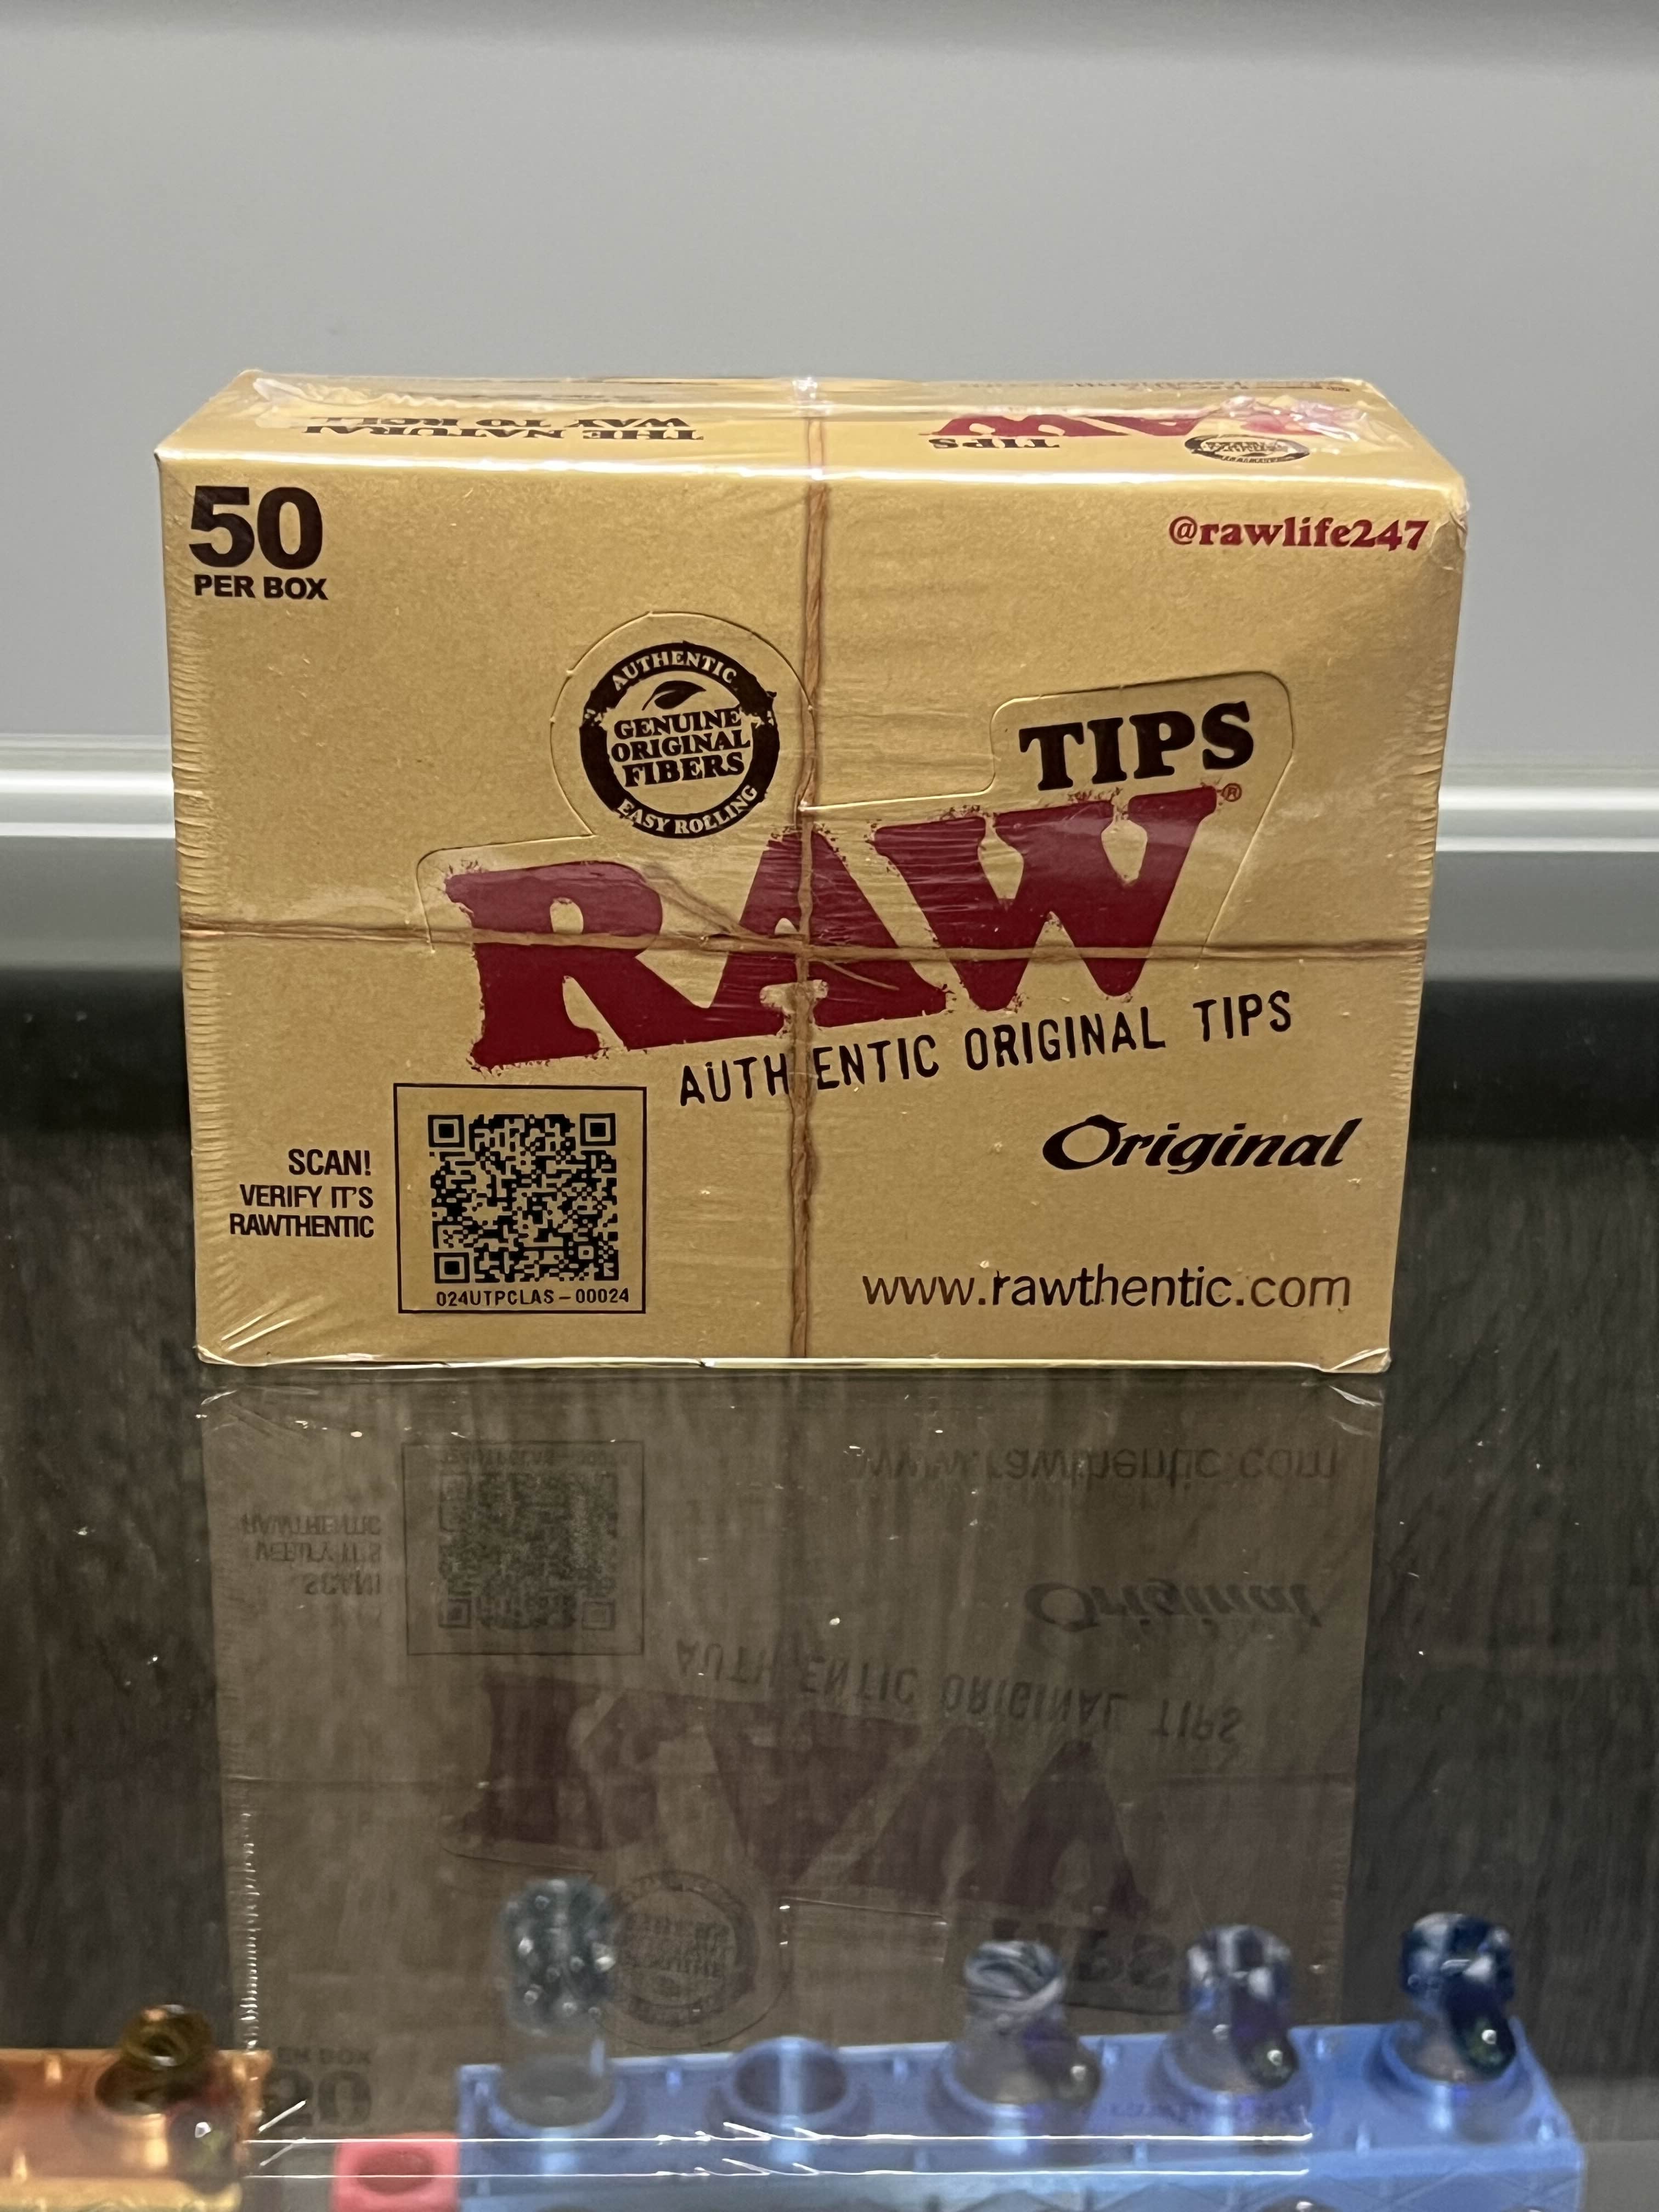 THE NATURAL
WAY TO ROLL
TIPS
RAW
50
PER BOX
@rawlife247
AUTHENTIC
GENUINE
ORIGINAL
FIBERS
EASY ROLLING
TIPS
RAW®
AUTHENTIC ORIGINAL TIPS
Original
SCAN!
VERIFY IT'S
RAWTHENTIC
024UTPCLAS-00024
www.rawthentic.com